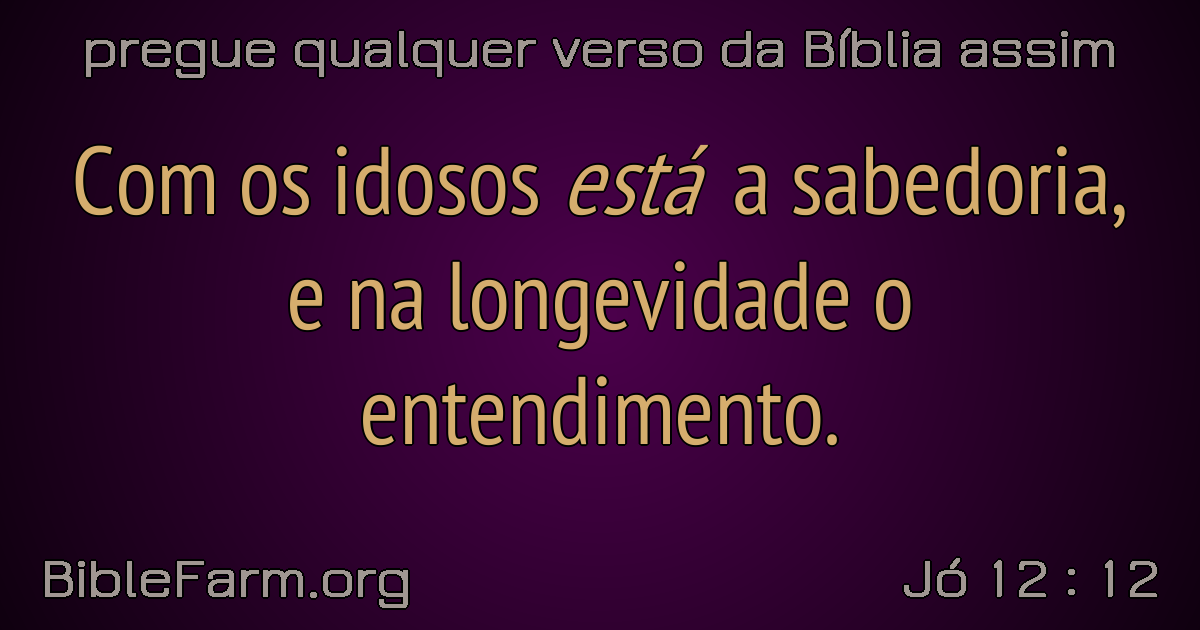 pregue qualquer verso da Bíblia assim
Com os idosos está a sabedoria,
e na longevidade o
entendimento.
BibleFarm.org
Jó 12 : 12